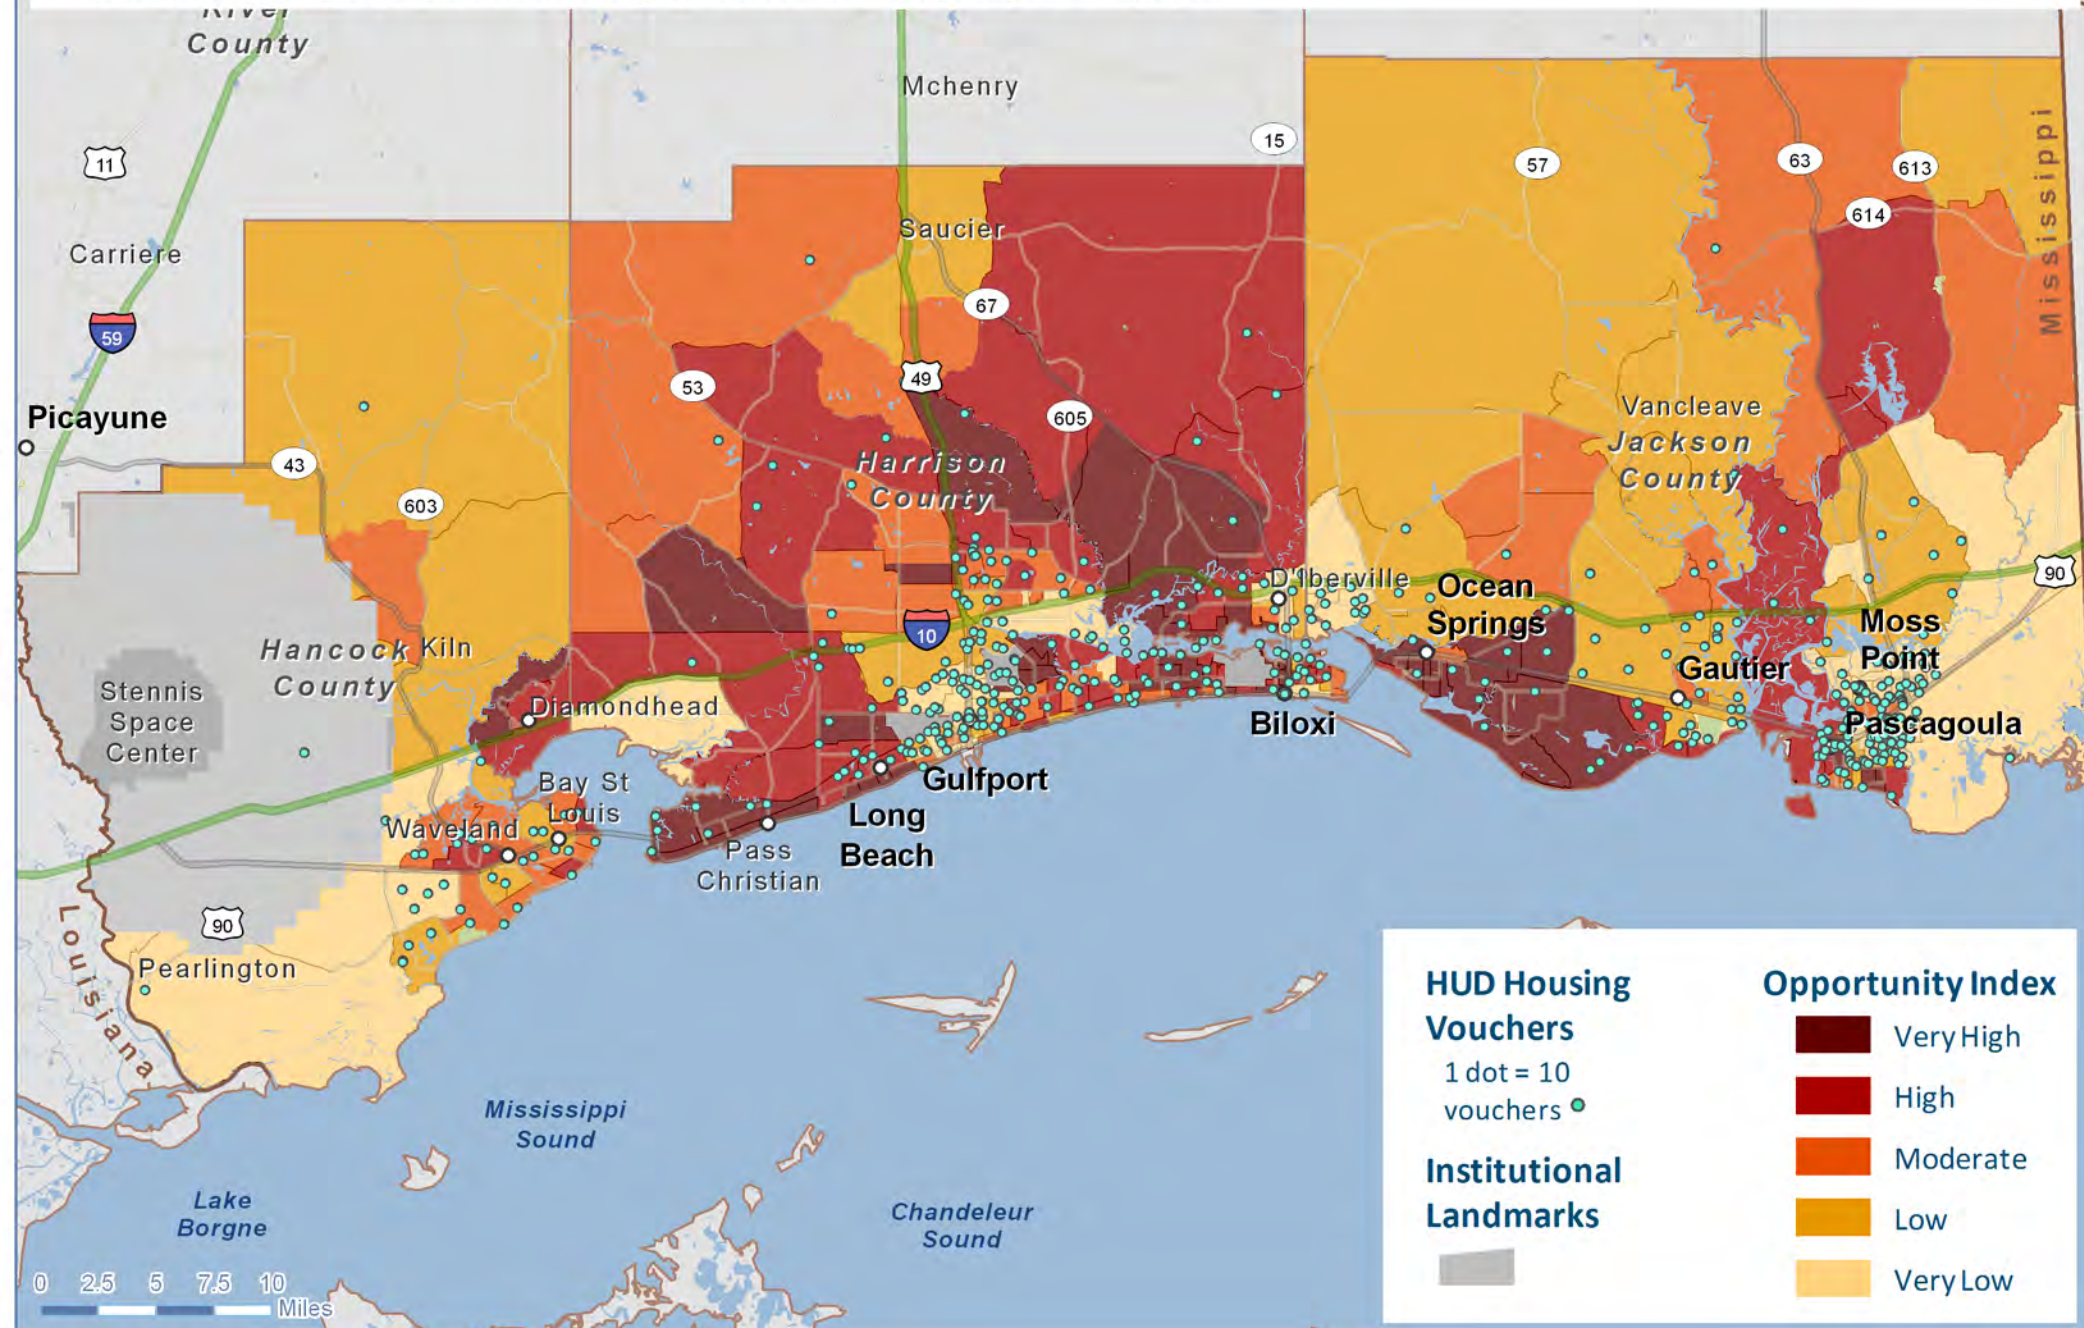 River
County
Mchenry
15
11
57
63
613
614
Mississippi
Saucier
Carriere
67
59
53
49
Picayune
605
Vancleave
Jackson
County
43
Harrison
County
603
D'Iberville
Ocean
Springs
90
10
Moss
Point
Hancock
County
Kiln
Gautier
Stennis
Space
Center
Diamondhead
Biloxi
Pascagoula
Bay St
Louis
Gulfport
Waveland
Long
Beach
Pass
Christian
90
Louisiana
Pearlington
HUD Housing
Vouchers
1 dot = 10
vouchers
Institutional
Landmarks
Opportunity Index
Very High
High
Moderate
Low
Very Low
Mississippi
Sound
Lake
Borgne
Chandeleur
Sound
0 2.5 5 7.5 10
Miles